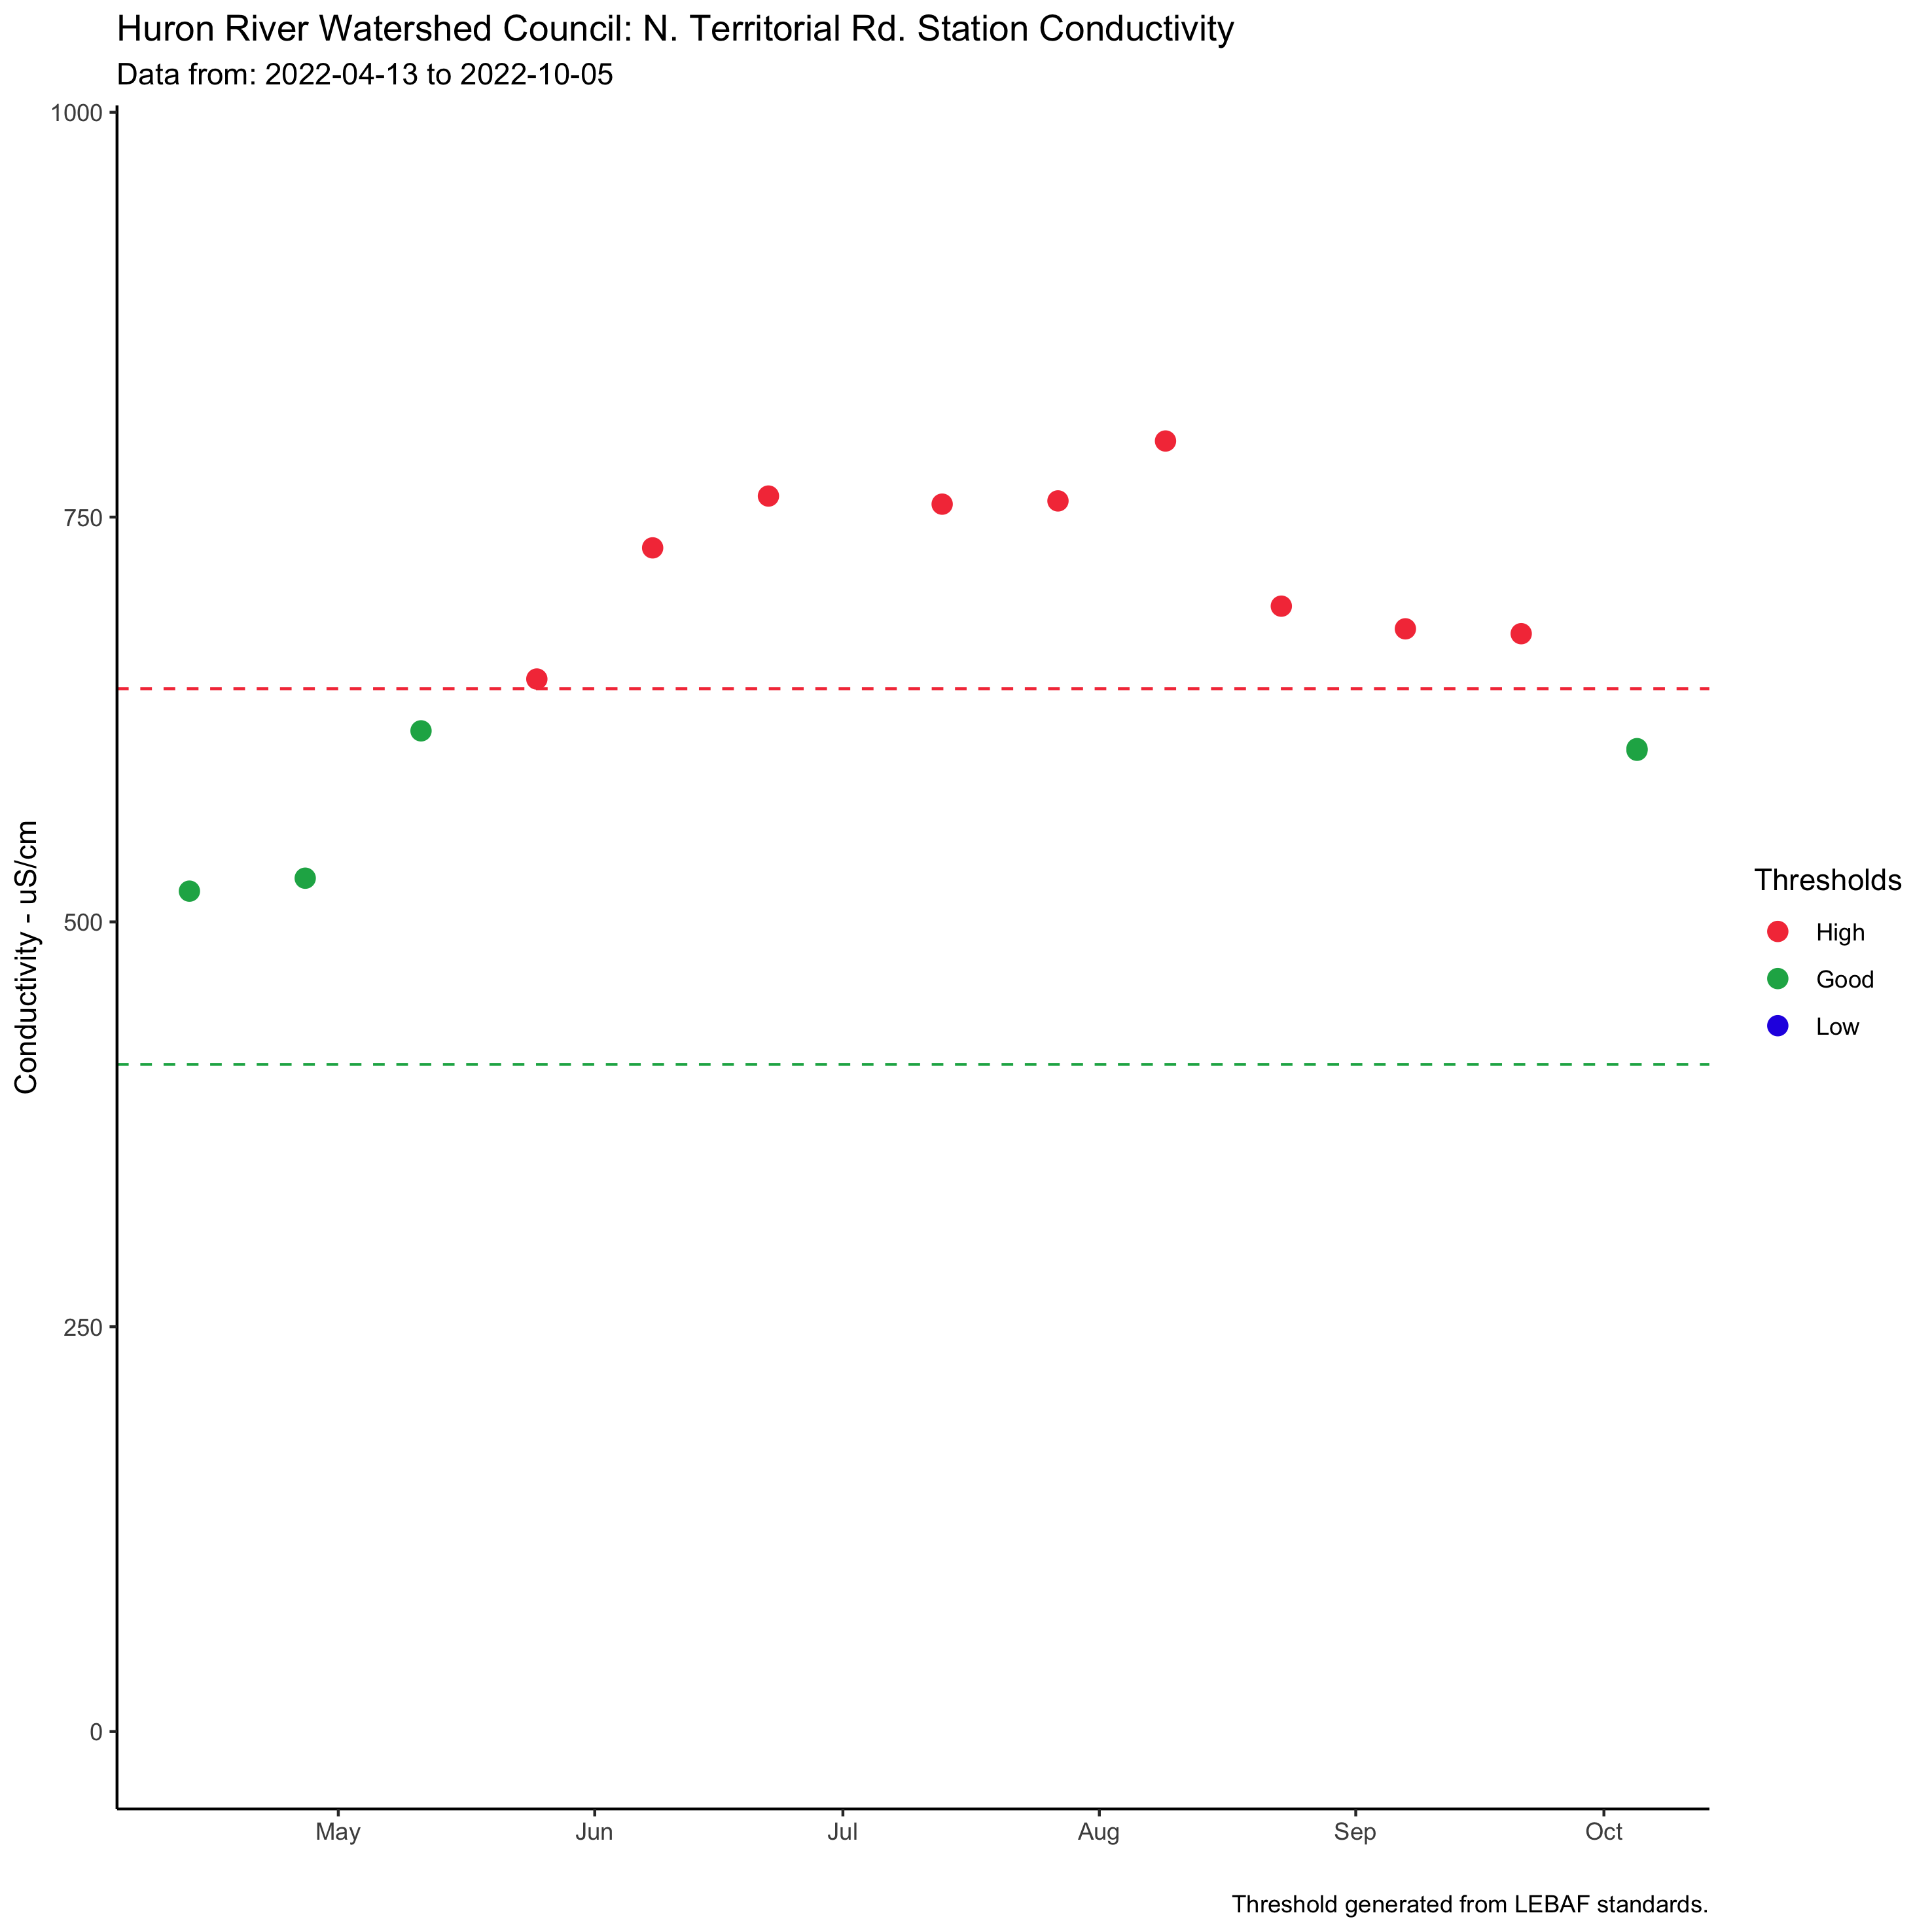 Huron River Watershed Council: N. Territorial Rd. Station Conductivity
Data from: 2022-04-13 to 2022-10-05
1000
750
500
250
0
Conductivity - uS/cm
May
Jun
Jul
Aug
Sep
Oct
Thresholds
High
Good
Low
Threshold generated from LEBAF standards.